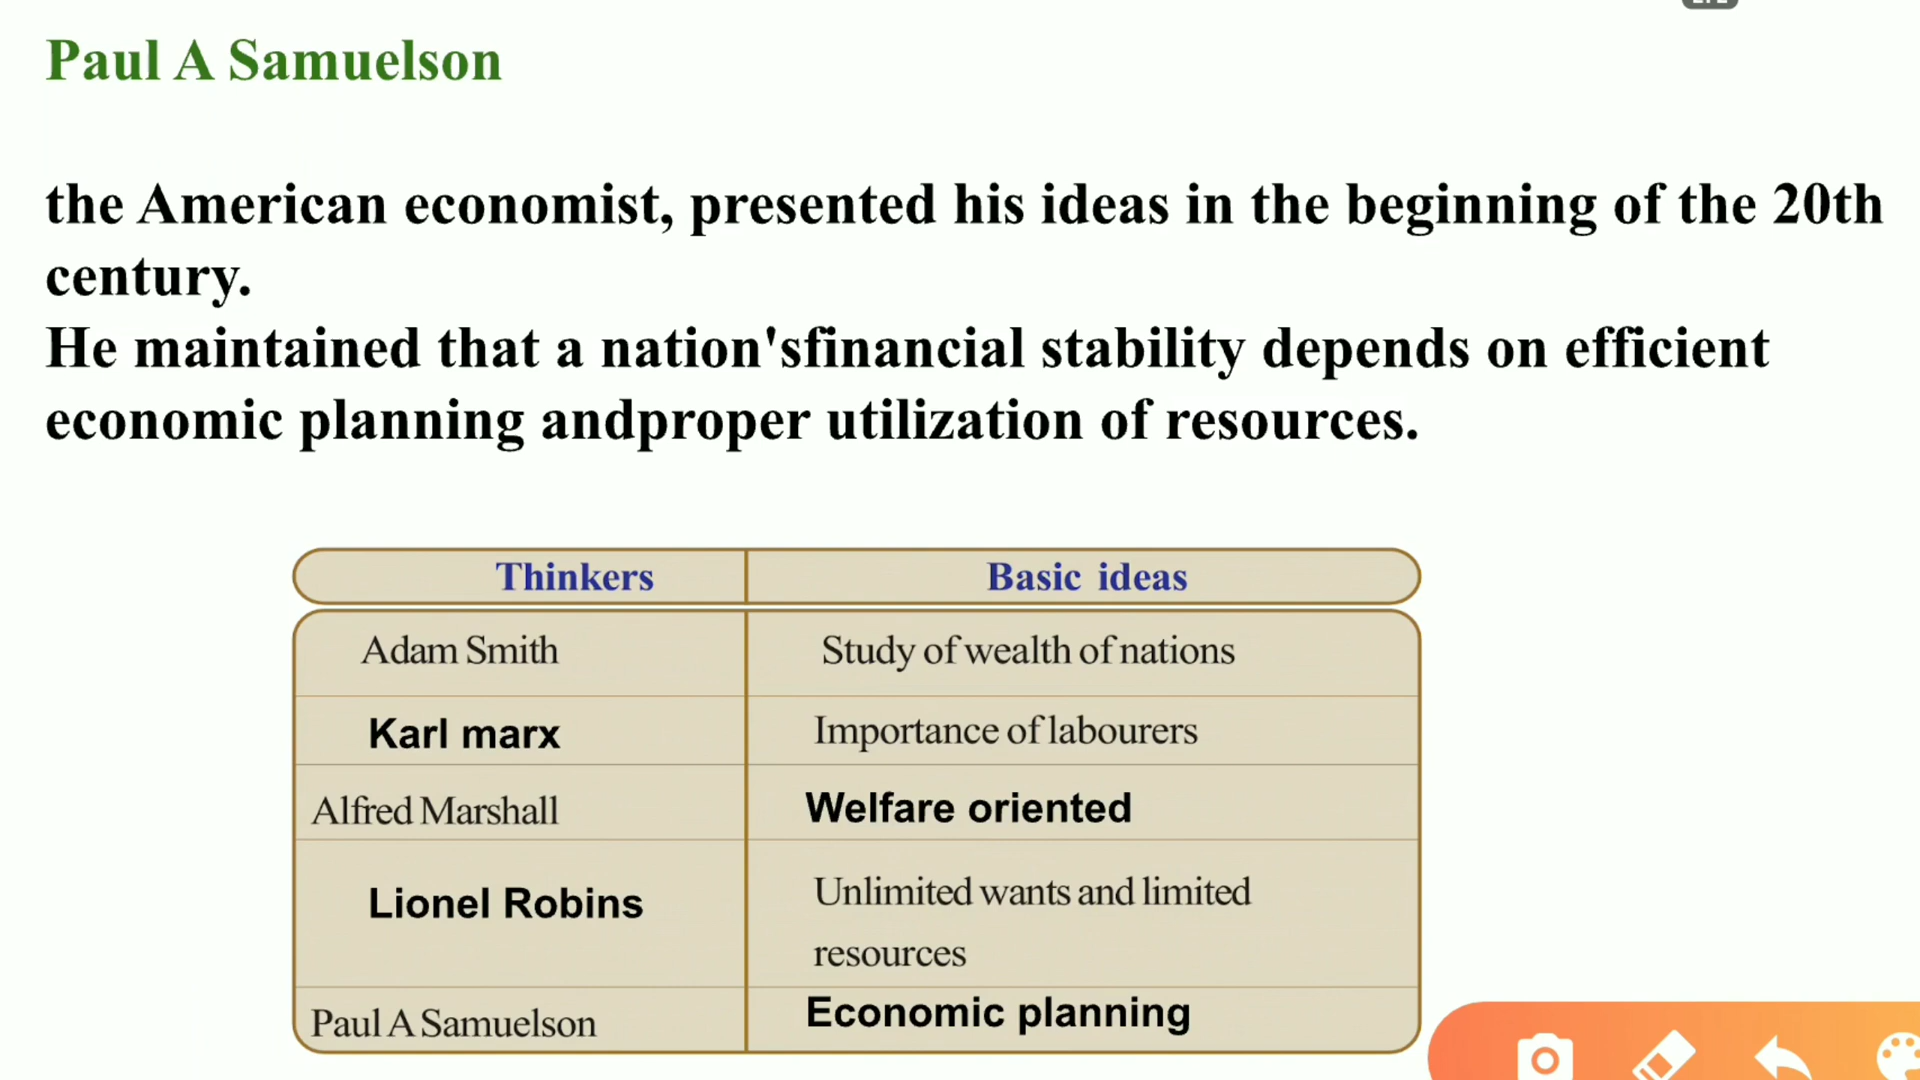 Paul A Samuelson
the American economist, presented his ideas in the beginning of the 20th
century.
He maintained that a nation'sfinancial stability depends on efficient
economic planning andproper utilization of resources.
Thinkers Basic ideas
Adam Smith Study of wealth of nations
Karl marx Importance of labourers
Alfred Marshall Welfare oriented
Lionel Robins Unlimited wants and limited
resources
Paul A Samuelson Economic planning